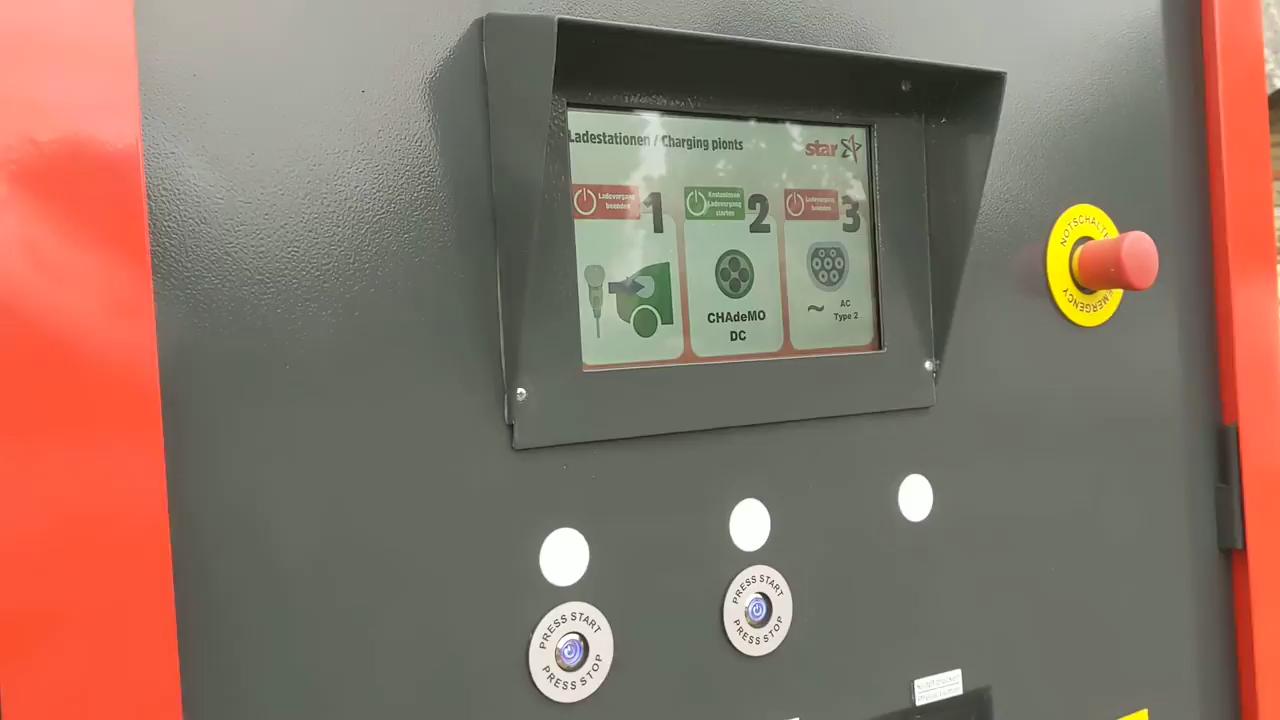 Ladestationen / Charging pionts
star
Ladevorgang
beenden
1
Kostenlosen
Ladevorgang
starten
2
Ladevorgang
beenden
3
CHAdeMO
DC
~
AC
Type 2
NOTSCHALTER
EMERGENCY
PRESS START
PRESS STOP
PRESS START
PRESS STOP